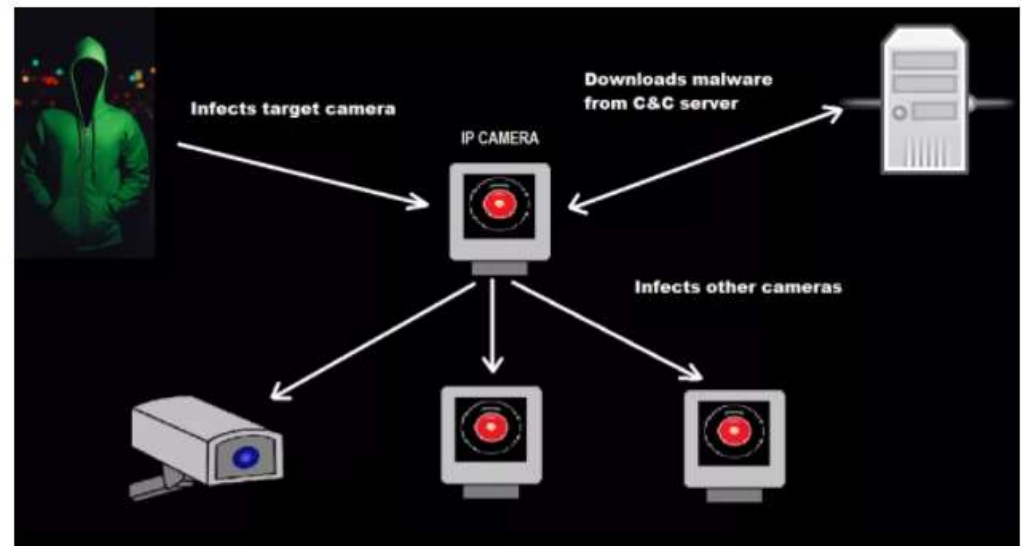 Infects target camera
Downloads malware
from C&C server
IP CAMERA
Infects other cameras